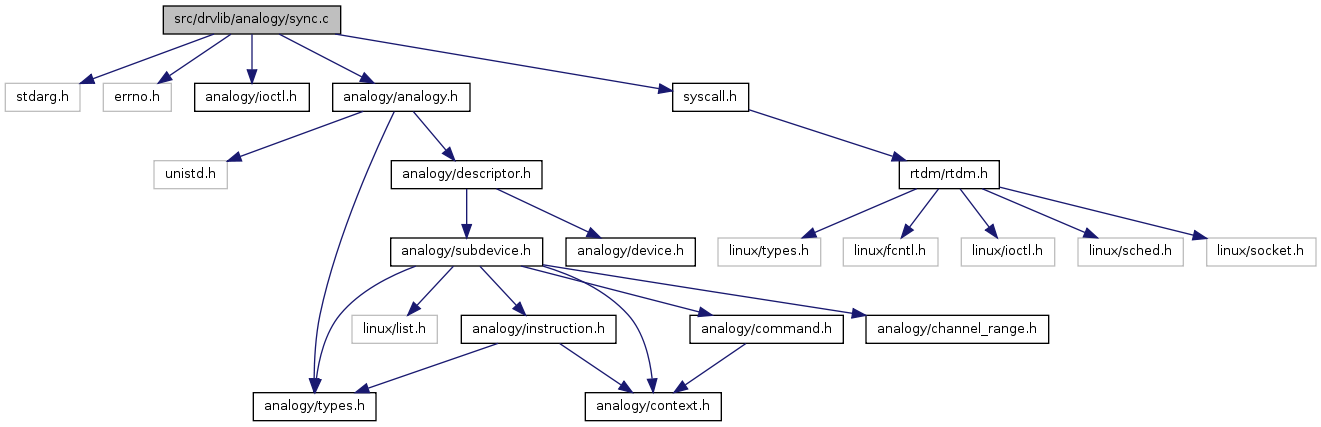 src/drvlib/analogy/sync.c
stdarg.h
errno.h
analogy/ioctl.h
analogy/analogy.h
syscall.h
unistd.h
analogy/descriptor.h
rtdm/rtdm.h
analogy/subdevice.h
analogy/device.h
linux/types.h
linux/fcntl.h
linux/ioctl.h
linux/sched.h
linux/socket.h
linux/list.h
analogy/instruction.h
analogy/command.h
analogy/channel_range.h
analogy/types.h
analogy/context.h